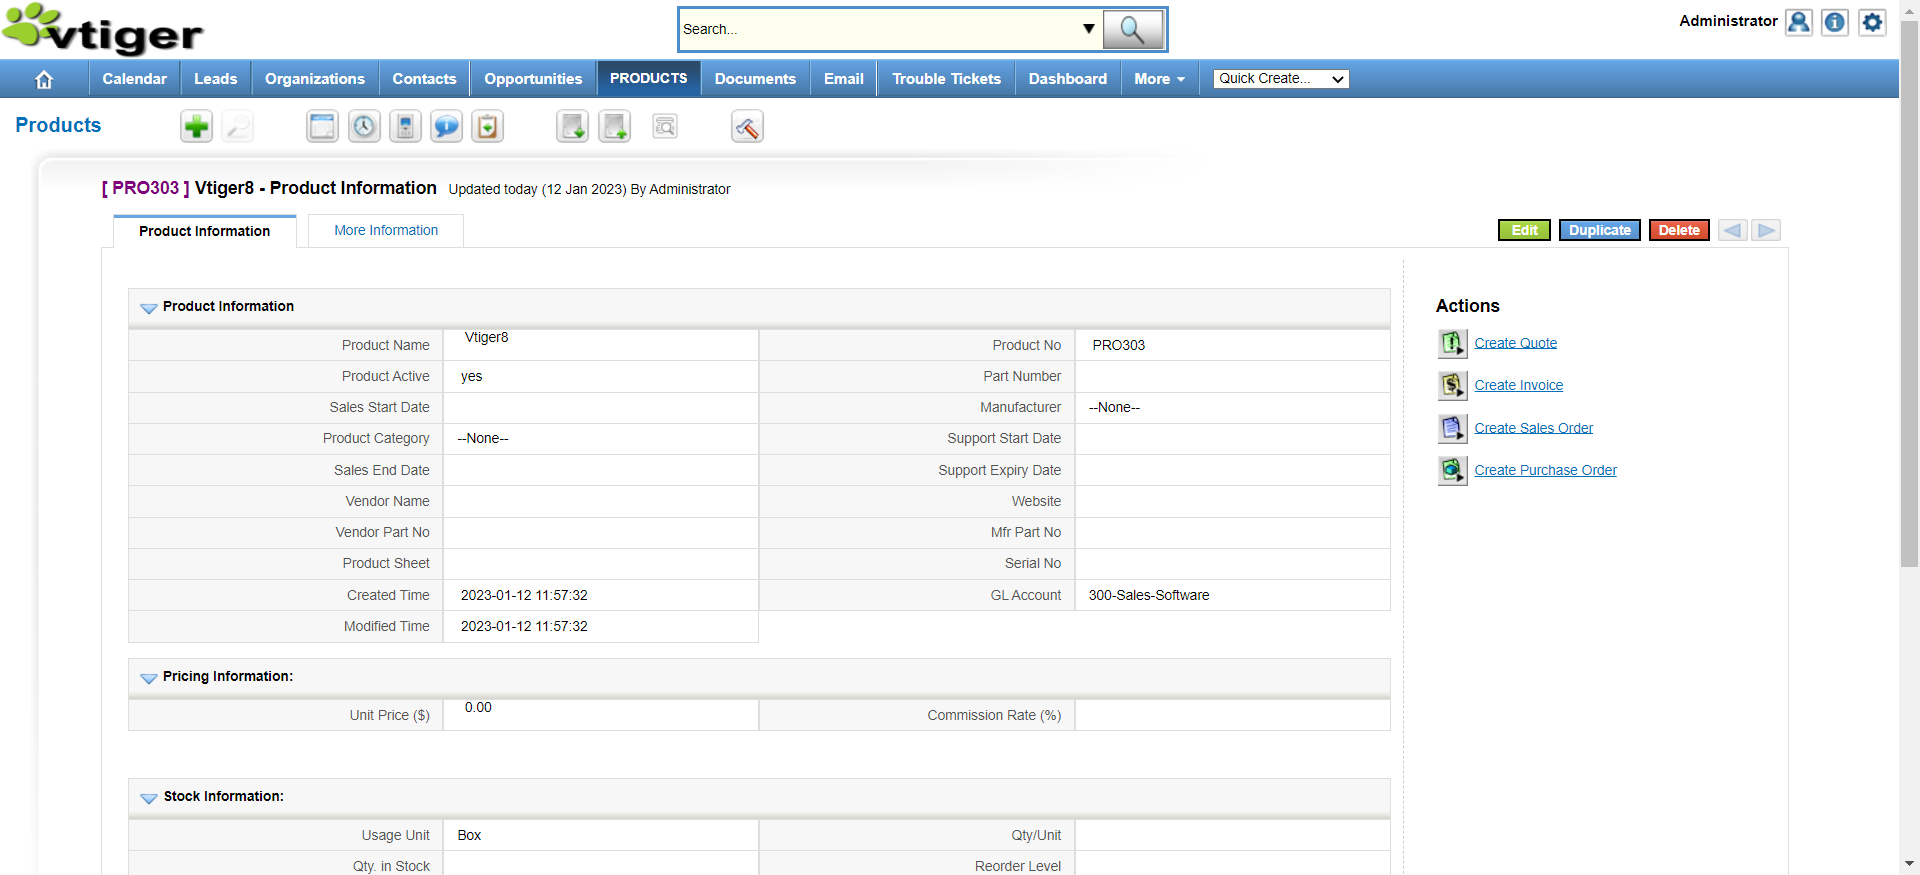 vtiger
Search...
Administrator
Calendar Leads Organizations Contacts Opportunities PRODUCTS Documents Email Trouble Tickets Dashboard More Quick Create...
Products
[ PRO303 ] Vtiger8 - Product Information Updated today (12 Jan 2023) By Administrator
Product Information More Information
Edit Duplicate Delete
Product Information
Product Name Vtiger8 Product No PRO303
Product Active yes Part Number
Sales Start Date Manufacturer --None--
Product Category --None-- Support Start Date
Sales End Date Support Expiry Date
Vendor Name Website
Vendor Part No Mfr Part No
Product Sheet Serial No
Created Time 2023-01-12 11:57:32 GL Account 300-Sales-Software
Modified Time 2023-01-12 11:57:32
Pricing Information:
Unit Price ($) 0.00 Commission Rate (%)
Stock Information:
Usage Unit Box Qty/Unit
Qty. in Stock Reorder Level
Actions
Create Quote
Create Invoice
Create Sales Order
Create Purchase Order